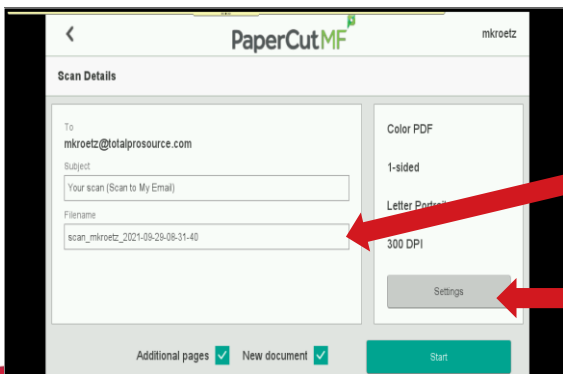 PaperCutMF
mkroetz
Scan Details
To
mkroetz@totalprosource.com
Subject
Your scan (Scan to My Email)
Filename
scan_mkroetz_2021-09-29-08-31-40
Color PDF
1-sided
Letter
300 DPI
Settings
Additional pages
New document
Start